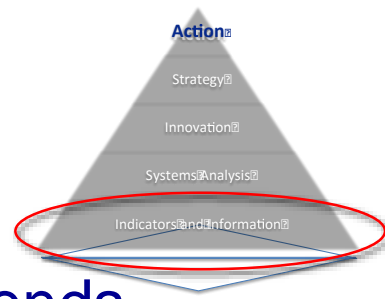 Action
Strategy
Innovation
Systems Analysis
Indicators and Information